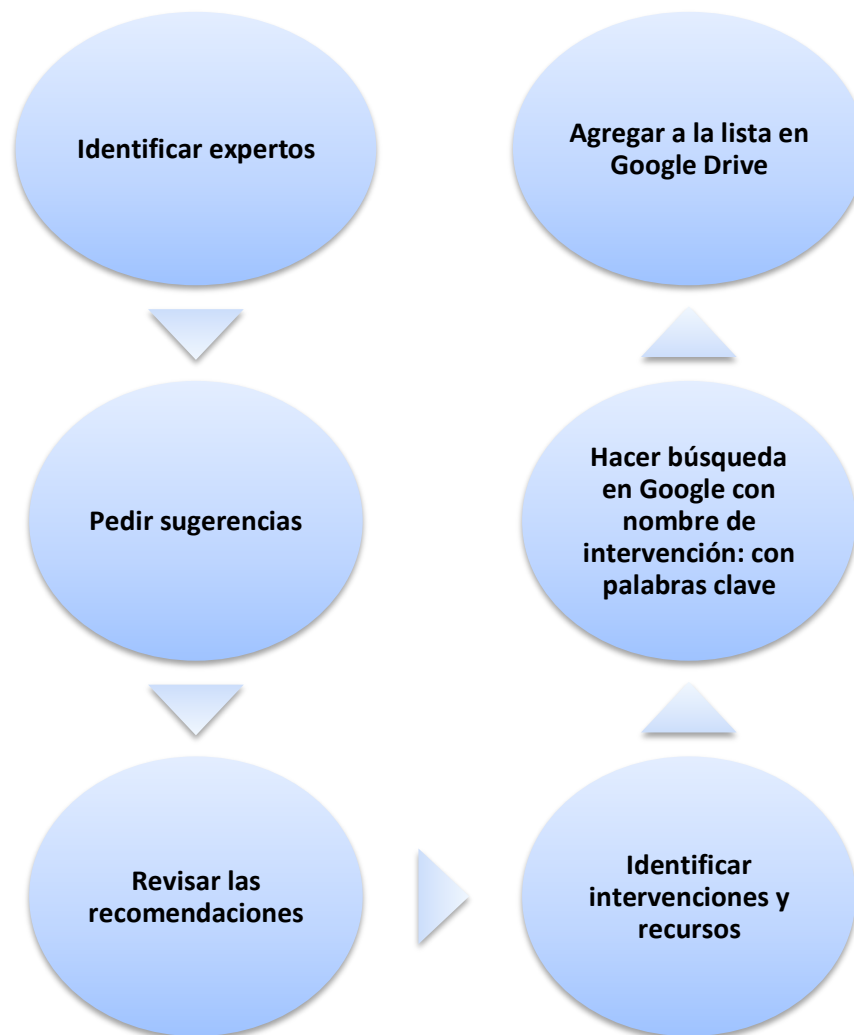 Identificar expertos
Pedir sugerencias
Revisar las
recomendaciones
Identificar
intervenciones y
recursos
Hacer búsqueda
en Google con
nombre de
intervención: con
palabras clave
Agregar a la lista en
Google Drive